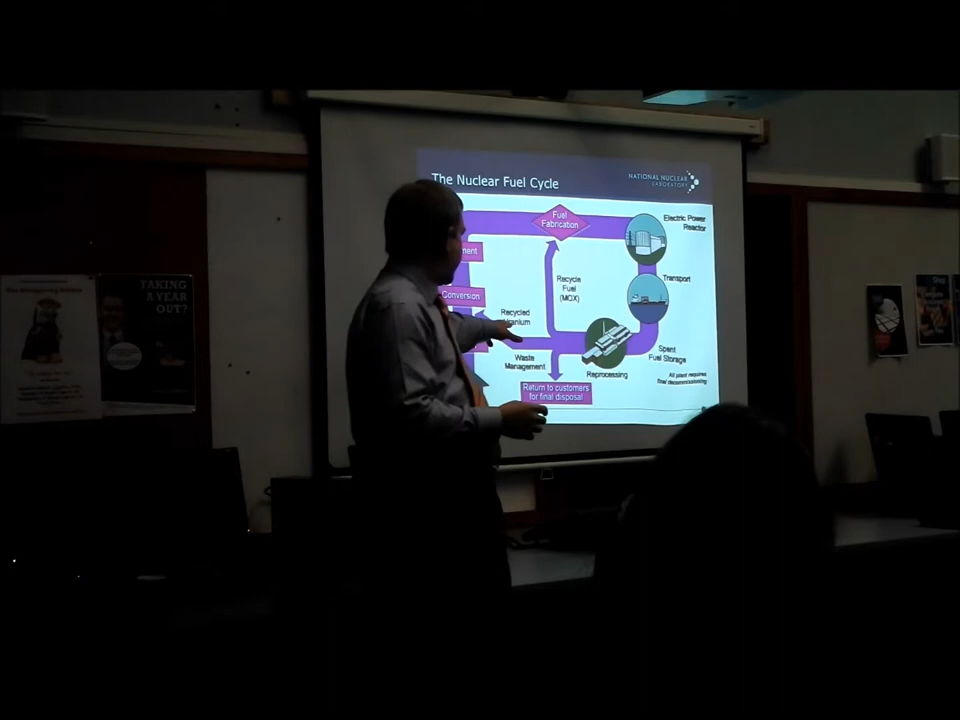 The Nuclear Fuel Cycle
NATIONAL NUCLEAR
LABORATORY
Fuel
Fabrication
Electric Power
Reactor
Conversion
Recycle
Fuel
(MOX)
Transport
Recycled
Waste
Management
Reprocessing
Spent
Fuel Storage
All plant requires
final decommissioning
Return to customers
for final disposal
TAKING
A YEAR
OUT?